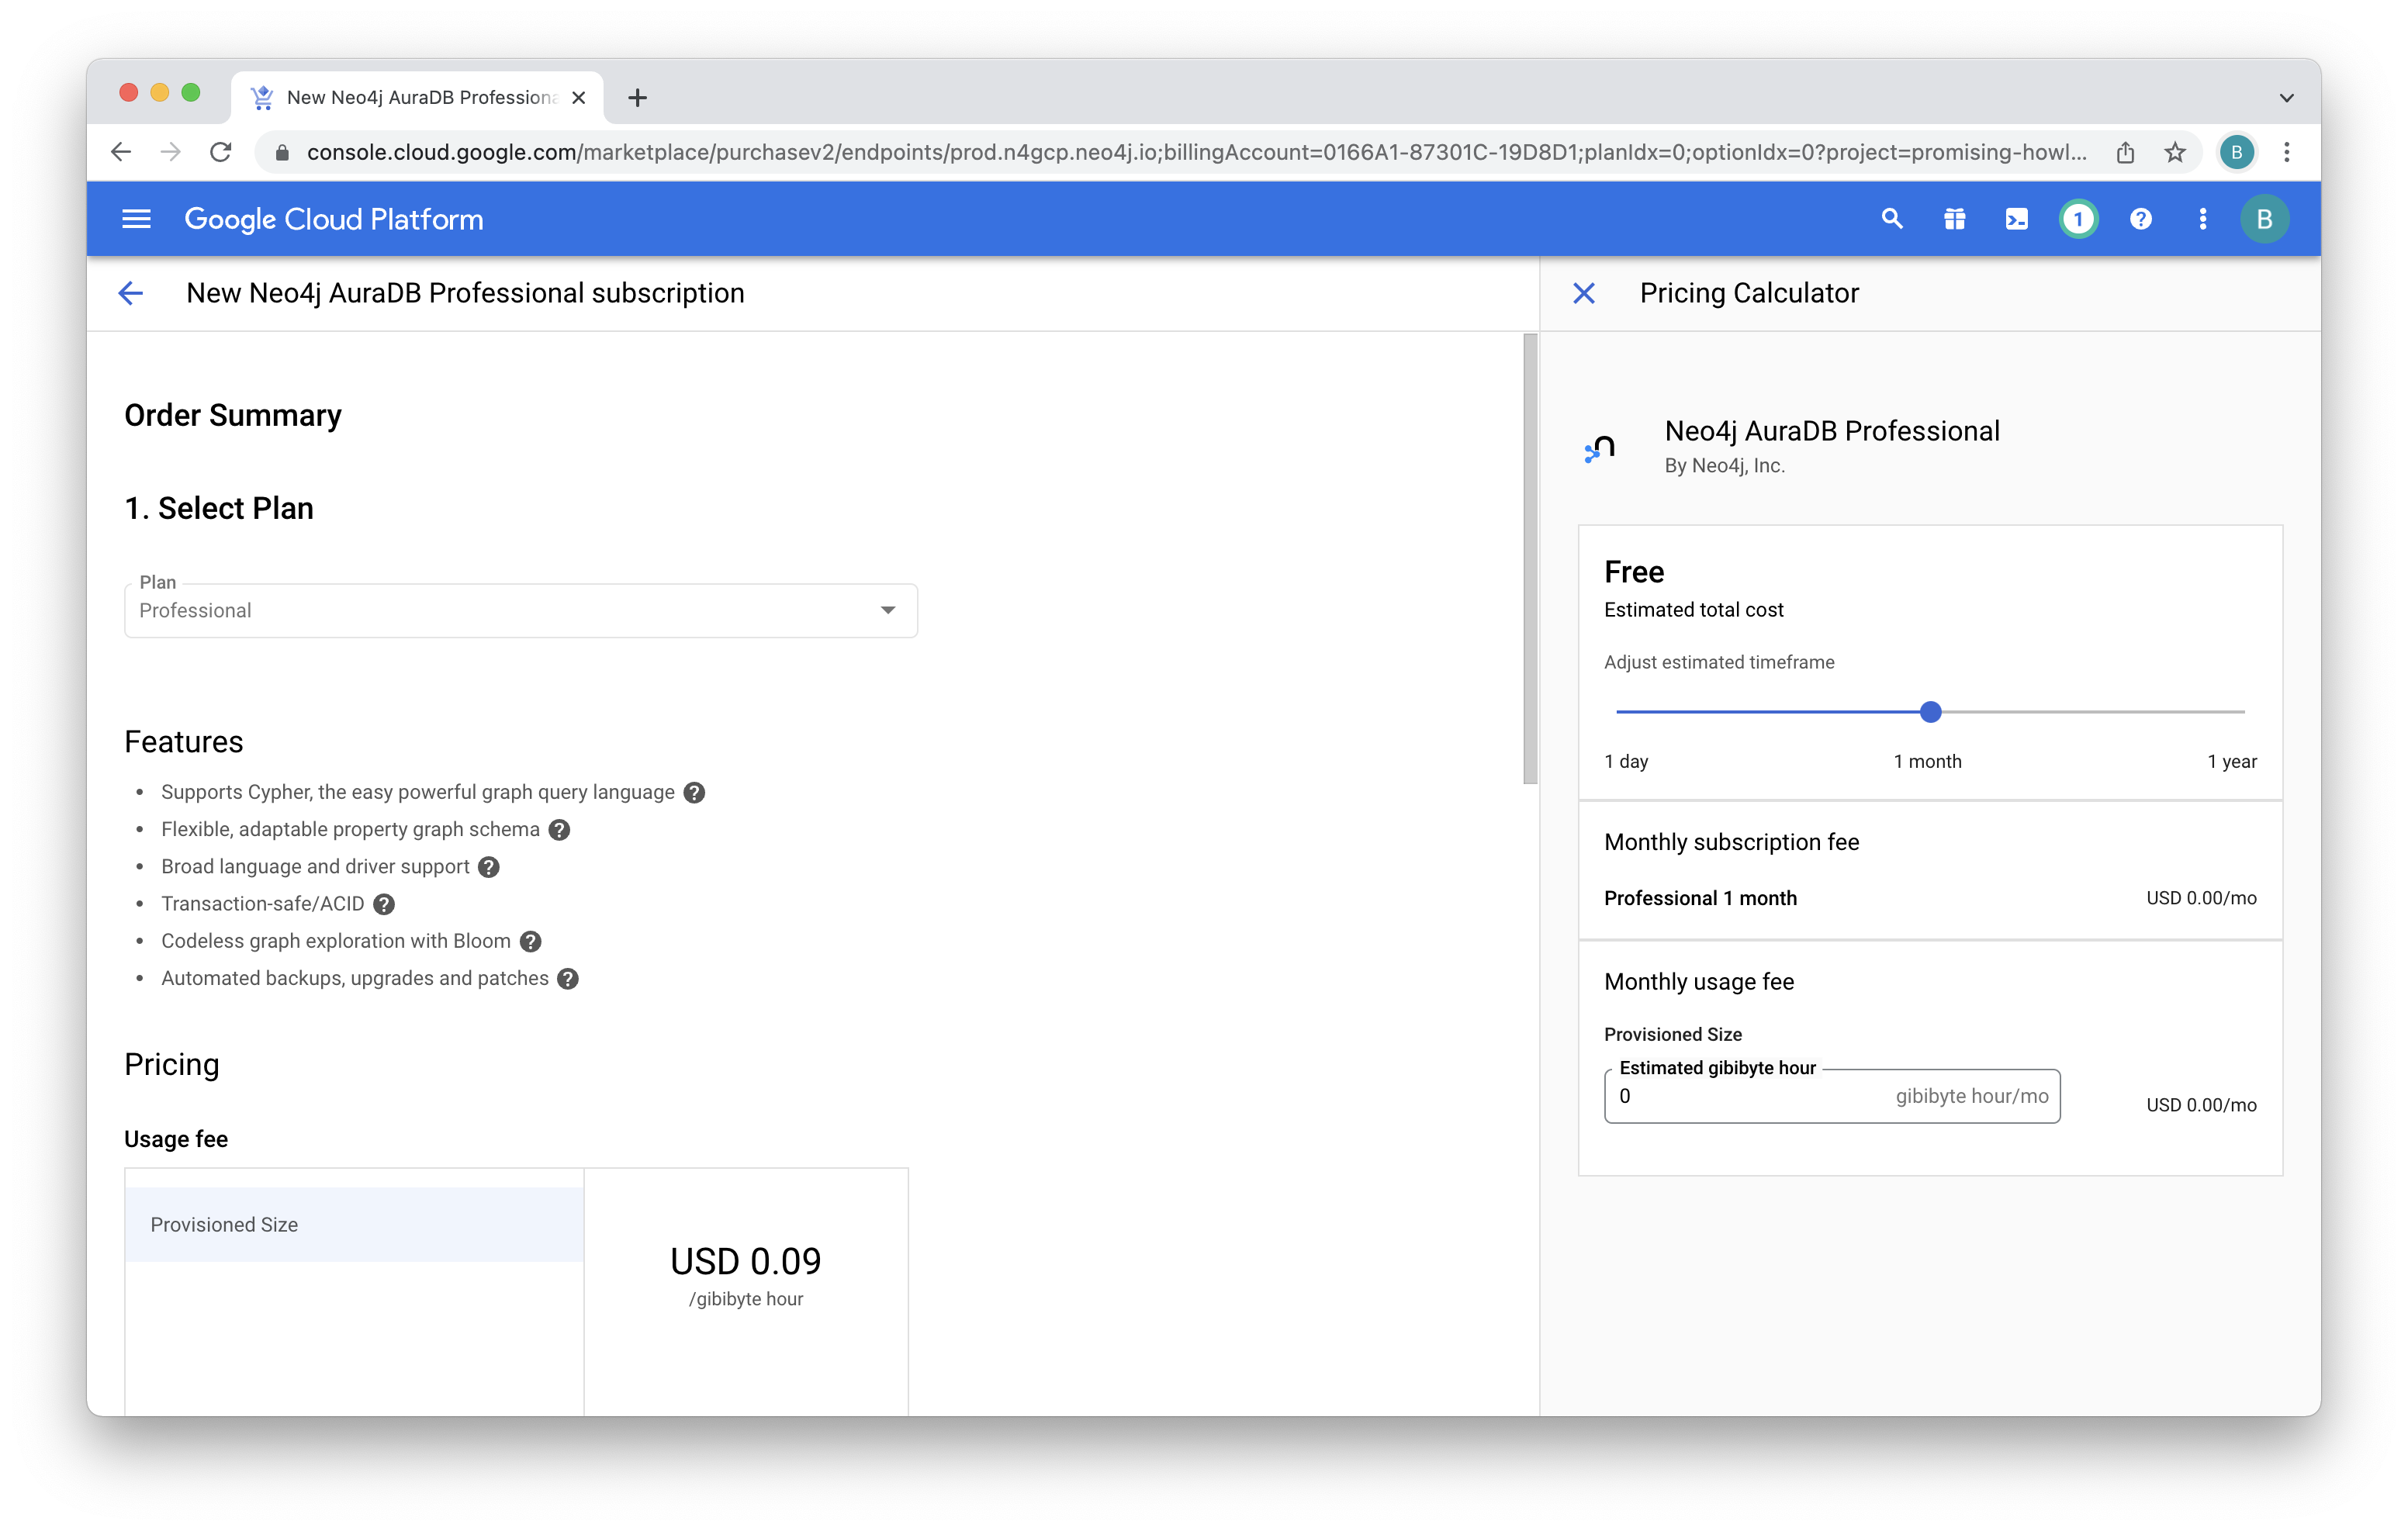 New Neo4j AuraDB Professiona
console.cloud.google.com/marketplace/purchasev2/endpoints/prod.n4gcp.neo4j.io;billingAccount=0166A1-87301C-19D8D1;planIdx=0;optionIdx=0?project=promising-howl...
B
Google Cloud Platform
1
?
B
New Neo4j AuraDB Professional subscription
Order Summary
1. Select Plan
Plan
Professional
Features
• Supports Cypher, the easy powerful graph query language ?
• Flexible, adaptable property graph schema ?
• Broad language and driver support ?
• Transaction-safe/ACID ?
• Codeless graph exploration with Bloom ?
• Automated backups, upgrades and patches ?
Pricing
Usage fee
Provisioned Size
USD 0.09
/gibibyte hour
Pricing Calculator
Neo4j AuraDB Professional
By Neo4j, Inc.
Free
Estimated total cost
Adjust estimated timeframe
1 day 1 month 1 year
Monthly subscription fee
Professional 1 month USD 0.00/mo
Monthly usage fee
Provisioned Size
Estimated gibibyte hour
0 gibibyte hour/mo
USD 0.00/mo